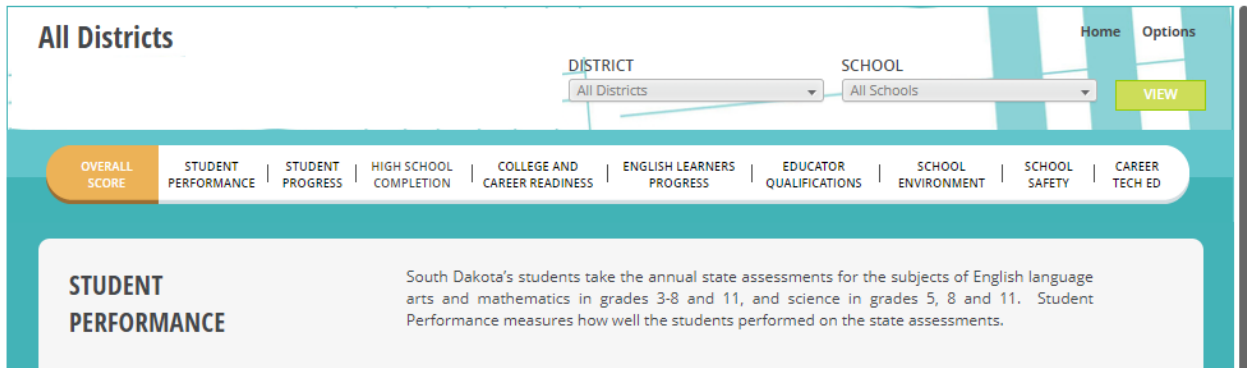 All Districts
Home Options
DISTRICT SCHOOL
All Districts All Schools VIEW
OVERALL SCORE
STUDENT PERFORMANCE
STUDENT PROGRESS
HIGH SCHOOL COMPLETION
COLLEGE AND CAREER READINESS
ENGLISH LEARNERS PROGRESS
EDUCATOR QUALIFICATIONS
SCHOOL ENVIRONMENT
SCHOOL SAFETY
CAREER TECH ED
STUDENT
PERFORMANCE
South Dakota's students take the annual state assessments for the subjects of English language
arts and mathematics in grades 3-8 and 11, and science in grades 5, 8 and 11. Student
Performance measures how well the students performed on the state assessments.